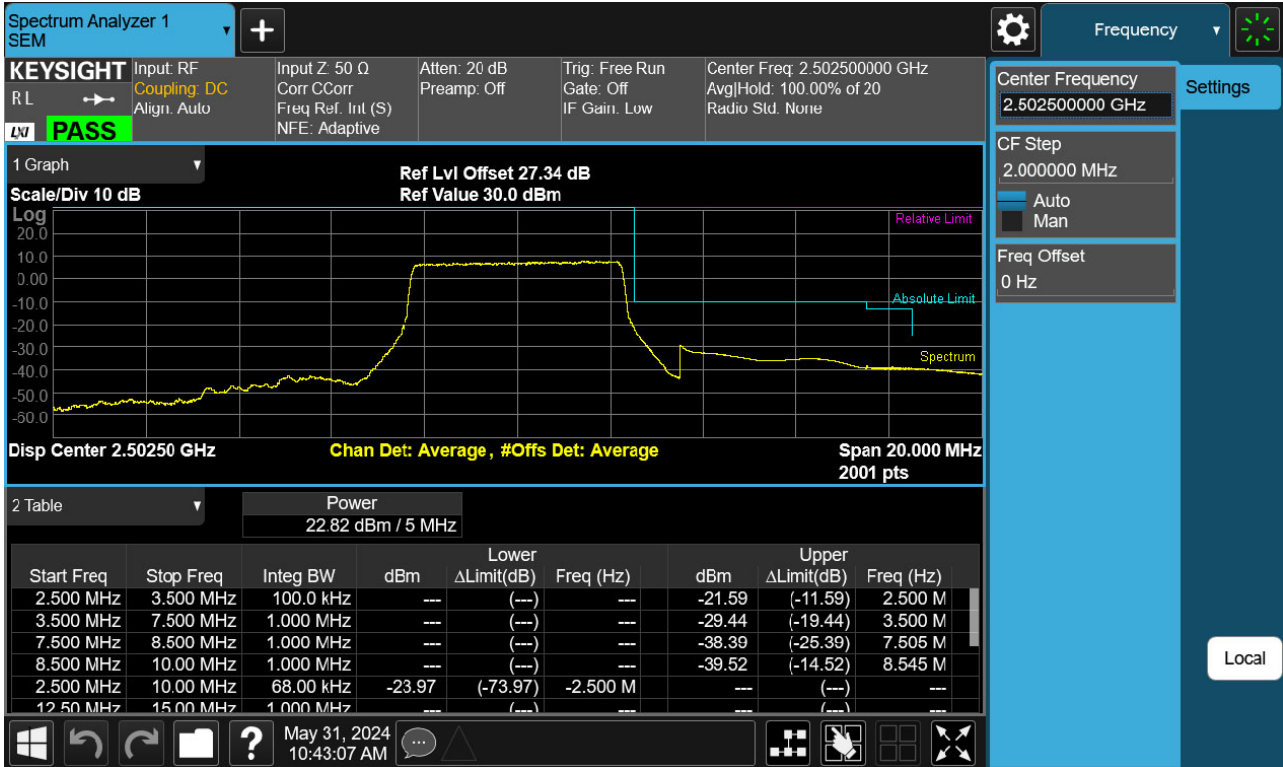 Spectrum Analyzer 1
SEM
+
Frequency
KEYSIGHT
R L
LXI
PASS
Input: RF
Coupling: DC
Align: Auto
Input Z: 50 Ω
Corr CCorr
Freq Ref: Int (S)
NFE: Adaptive
Atten: 20 dB
Preamp: Off
Trig: Free Run
Gate: Off
IF Gain: Low
Center Freq: 2.502500000 GHz
Avg|Hold: 100.00% of 20
Radio Std: None
Center Frequency
2.502500000 GHz
Settings
CF Step
2.000000 MHz
Auto
Man
Freq Offset
0 Hz
Local
1 Graph
Scale/Div 10 dB
Ref Lvl Offset 27.34 dB
Ref Value 30.0 dBm
Log
20.0
10.0
0.00
-10.0
-20.0
-30.0
-40.0
-50.0
-60.0
Relative Limit
Absolute Limit
Spectrum
Disp Center 2.50250 GHz
Chan Det: Average , #Offs Det: Average
Span 20.000 MHz
2001 pts
2 Table
Power
22.82 dBm / 5 MHz
Lower Upper
Start Freq Stop Freq Integ BW dBm ΔLimit(dB) Freq (Hz) dBm ΔLimit(dB) Freq (Hz)
2.500 MHz 3.500 MHz 100.0 kHz --- (---) --- -21.59 (-11.59) 2.500 M
3.500 MHz 7.500 MHz 1.000 MHz --- (---) --- -29.44 (-19.44) 3.500 M
7.500 MHz 8.500 MHz 1.000 MHz --- (---) --- -38.39 (-25.39) 7.505 M
8.500 MHz 10.00 MHz 1.000 MHz --- (---) --- -39.52 (-14.52) 8.545 M
2.500 MHz 10.00 MHz 68.00 kHz -23.97 (-73.97) -2.500 M --- (---) ---
12.50 MHz 15.00 MHz 1.000 MHz --- (---) --- --- (---) ---
?
May 31, 2024
10:43:07 AM